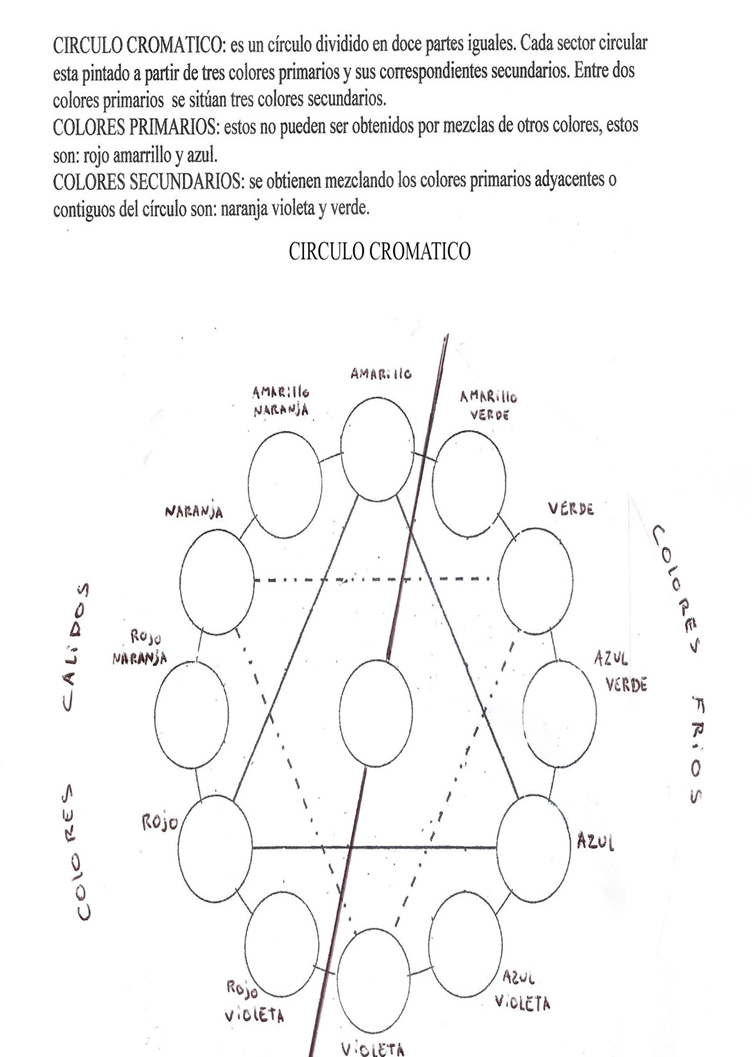 CIRCULO CROMATICO: es un círculo dividido en doce partes iguales. Cada sector circular
esta pintado a partir de tres colores primarios y sus correspondientes secundarios. Entre dos
colores primarios se sitúan tres colores secundarios.
COLORES PRIMARIOS: estos no pueden ser obtenidos por mezclas de otros colores, estos
son: rojo amarrillo y azul.
COLORES SECUNDARIOS: se obtienen mezclando los colores primarios adyacentes o
contiguos del círculo son: naranja violeta y verde.
CIRCULO CROMATICO
AMARILLO
AMARILLO
NARANJA
AMARILLO
VERDE
NARANJA
VERDE
ROJO
NARANJA
AZUL
VERDE
COLORES CALIDOS
COLORES FRIOS
ROJO
AZUL
ROJO
VIOLETA
AZUL
VIOLETA
VIOLETA